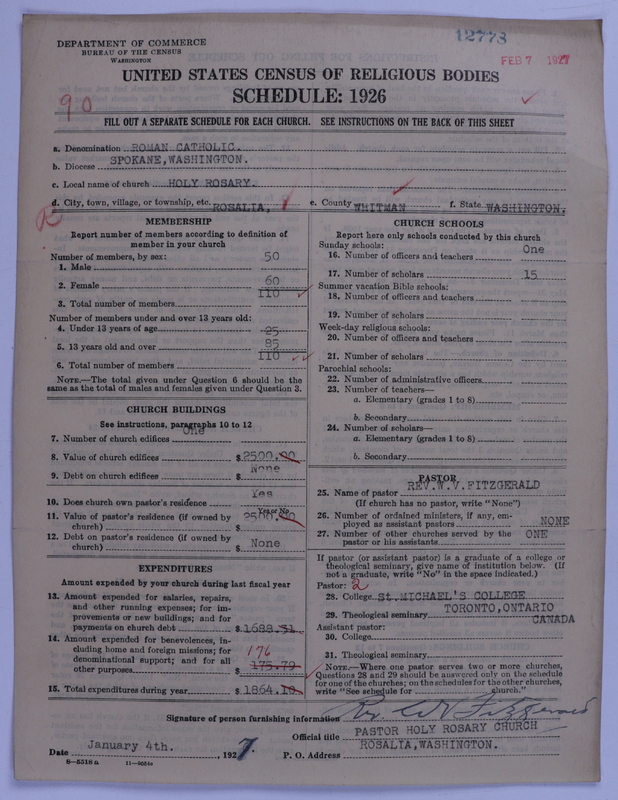 12773
DEPARTMENT OF COMMERCE
BUREAU OF THE CENSUS
WASHINGTON
FEB 7 1927
UNITED STATES CENSUS OF RELIGIOUS BODIES
SCHEDULE: 1926
90
FILL OUT A SEPARATE SCHEDULE FOR EACH CHURCH. SEE INSTRUCTIONS ON THE BACK OF THIS SHEET
a. Denomination ROMAN CATHOLIC.
b. Diocese SPOKANE,WASHINGTON.
c. Local name of church HOLY ROSARY.
d. City, town, village, or township, etc. ROSALIA, e. County WHITMAN f. State WASHINGTON.
R
MEMBERSHIP
Report number of members according to definition of
member in your church
Number of members, by sex:
1. Male 50
2. Female 60
3. Total number of members 110
Number of members under and over 13 years old:
4. Under 13 years of age 25
5. 13 years old and over 85
6. Total number of members 110
NOTE.—The total given under Question 6 should be
same as the total of males and females given under Question 3.
CHURCH BUILDINGS
See instructions, paragraphs 10 to 12
7. Number of church edifices One
8. Value of church edifices $2500.00
9. Debt on church edifices $ None
10. Does church own pastor's residence Yes
Yes or No
11. Value of pastor's residence (if owned by
church) $2500.00
12. Debt on pastor's residence (if owned by
church) $ None
EXPENDITURES
Amount expended by your church during last fiscal year
13. Amount expended for salaries, repairs,
and other running expenses; for im-
provements or new buildings; and for
payments on church debt $1688.31
14. Amount expended for benevolences, in-
cluding home and foreign missions; for
denominational support; and for all
other purposes $ 175.79
176
15. Total expenditures during year $ 1864.10
CHURCH SCHOOLS
Report here only schools conducted by this church
Sunday schools:
16. Number of officers and teachers One
17. Number of scholars 15
Summer vacation Bible schools:
18. Number of officers and teachers
19. Number of scholars
Week-day religious schools:
20. Number of officers and teachers
21. Number of scholars
Parochial schools:
22. Number of administrative officers
23. Number of teachers—
a. Elementary (grades 1 to 8)
b. Secondary
24. Number of scholars—
a. Elementary (grades 1 to 8)
b. Secondary
PASTOR
25. Name of pastor REV.W.V.FITZGERALD
(If church has no pastor, write "None")
26. Number of ordained ministers, if any, em-
ployed as assistant pastors NONE
27. Number of other churches served by the
pastor or his assistants ONE
If pastor (or assistant pastor) is a graduate of a college or
theological seminary, give name of institution below. (If
not a graduate, write "No" in the space indicated.)
Pastor: 2
28. College St.MICHAEL'S COLLEGE
29. Theological seminary TORONTO,ONTARIO
CANADA
Assistant pastor:
30. College
31. Theological seminary
NOTE.—Where one pastor serves two or more churches,
Questions 28 and 29 should be answered only on the schedule
for one of the churches; on the schedules for the other churches,
write "See schedule for church."
Signature of person furnishing information Rev. W V Fitzgerald
Official title PASTOR HOLY ROSARY CHURCH
Date January 4th. , 1927. P. O. Address ROSALIA,WASHINGTON.
8—5518a 11—9051a